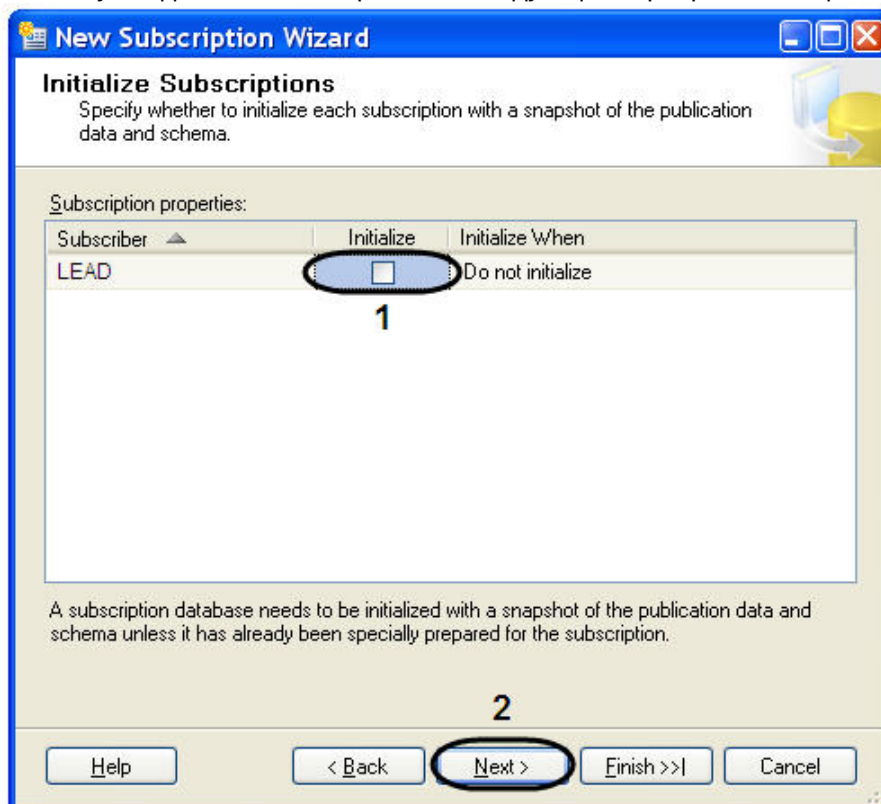 New Subscription Wizard
Initialize Subscriptions
Specify whether to initialize each subscription with a snapshot of the publication
data and schema.
Subscription properties:
Subscriber Initialize Initialize When
LEAD Do not initialize
1
A subscription database needs to be initialized with a snapshot of the publication data and
schema unless it has already been specially prepared for the subscription.
2
Help < Back Next > Finish >>| Cancel